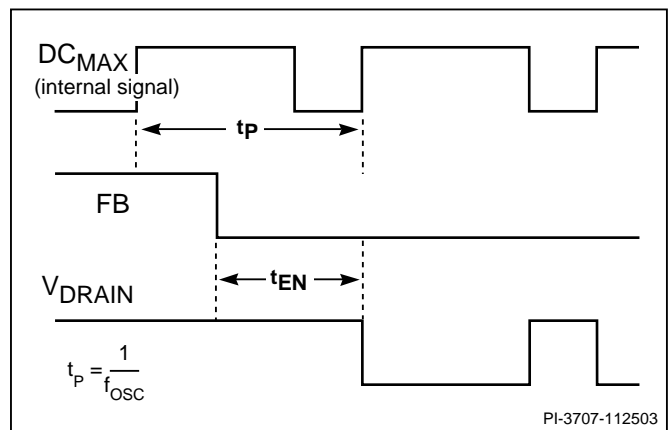 DCMAX
(internal signal)
tP
FB
tEN
VDRAIN
tP = 1/fOSC
PI-3707-112503